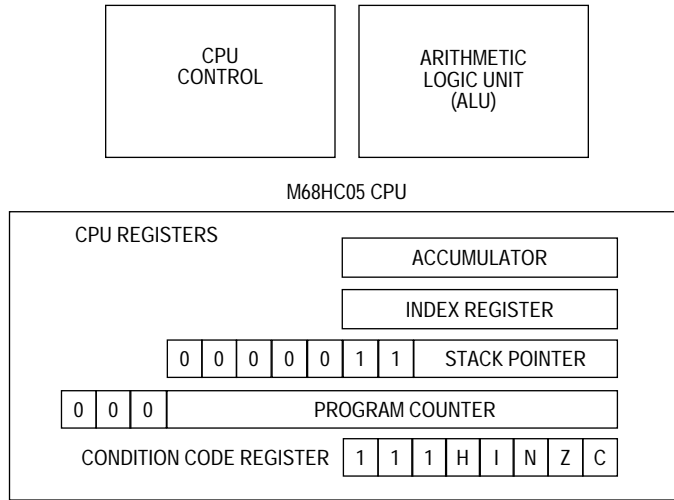 CPU
CONTROL
ARITHMETIC
LOGIC UNIT
(ALU)
M68HC05 CPU
CPU REGISTERS
ACCUMULATOR
INDEX REGISTER
0 0 0 0 0 1 1 STACK POINTER
0 0 0 PROGRAM COUNTER
CONDITION CODE REGISTER 1 1 1 H I N Z C